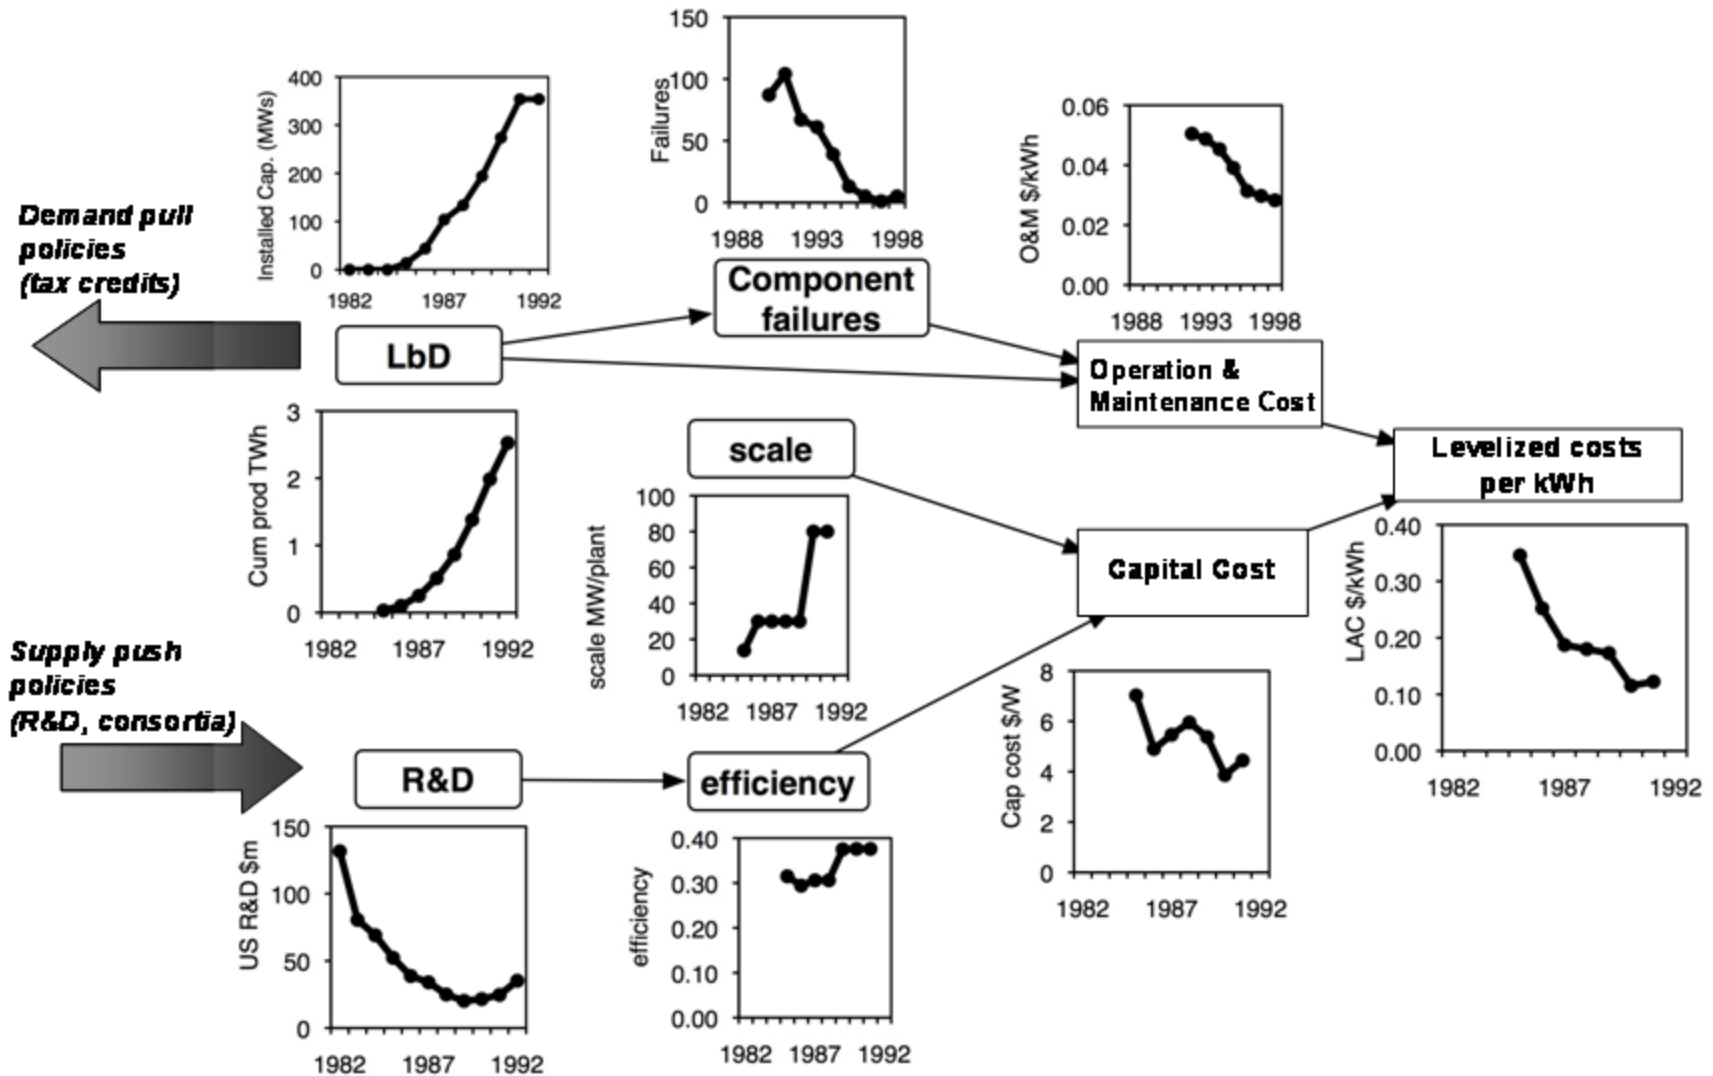 Demand pull
policies
(tax credits)
Installed Cap. (MWs)
400
300
200
100
0
1982 1987 1992
LbD
Cum prod TWh
3
2
1
0
1982 1987 1992
Failures
150
100
50
0
1988 1993 1998
Component
failures
O&M $/kWh
0.06
0.04
0.02
0.00
1988 1993 1998
Operation &
Maintenance Cost
scale
scale MW/plant
100
80
60
40
20
0
1982 1987 1992
Levelized costs
per kWh
LAC $/kWh
0.40
0.30
0.20
0.10
0.00
1982 1987 1992
Capital Cost
Cap cost $/W
8
6
4
2
0
1982 1987 1992
Supply push
policies
(R&D, consortia)
R&D
US R&D $m
150
100
50
0
1982 1987 1992
efficiency
efficiency
0.40
0.30
0.20
0.10
0.00
1982 1987 1992